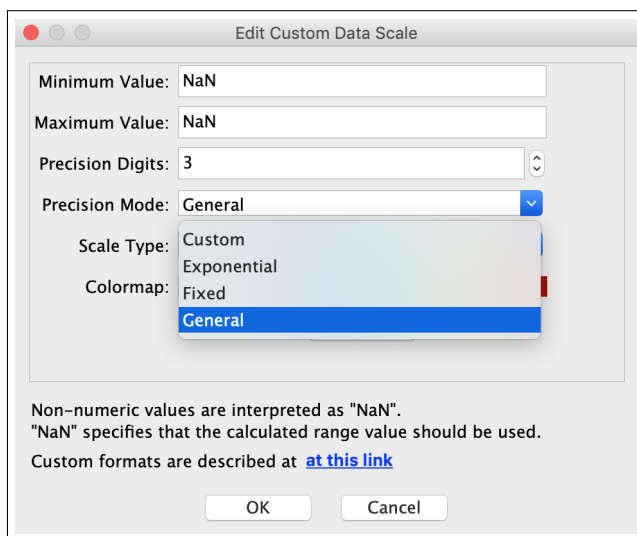 Edit Custom Data Scale
Minimum Value: NaN
Maximum Value: NaN
Precision Digits: 3
Precision Mode: General
Scale Type:
Custom
Exponential
Colormap:
Fixed
General
Non-numeric values are interpreted as "NaN".
"NaN" specifies that the calculated range value should be used.
Custom formats are described at at this link
OK Cancel